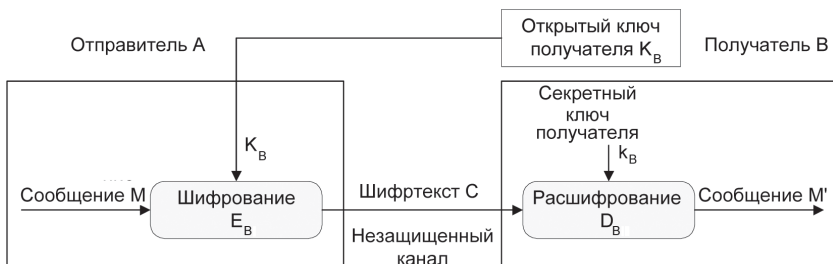 Отправитель A
Открытый ключ
получателя K_B
Получатель B
Секретный
ключ
получателя
K_B
k_B
Сообщение M
Шифрование
E_B
Шифртекст C
Расшифрование
D_B
Сообщение M'
Незащищенный
канал